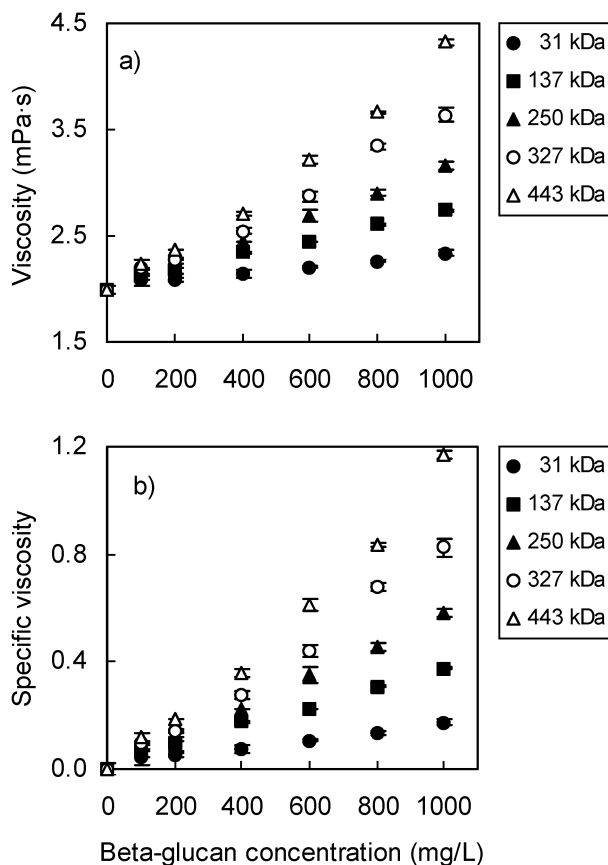 4.5
3.5
2.5
1.5
Viscosity (mPa·s)
a)
0 200 400 600 800 1000
31 kDa
137 kDa
250 kDa
327 kDa
443 kDa
1.2
0.8
0.4
0.0
Specific viscosity
b)
0 200 400 600 800 1000
Beta-glucan concentration (mg/L)
31 kDa
137 kDa
250 kDa
327 kDa
443 kDa